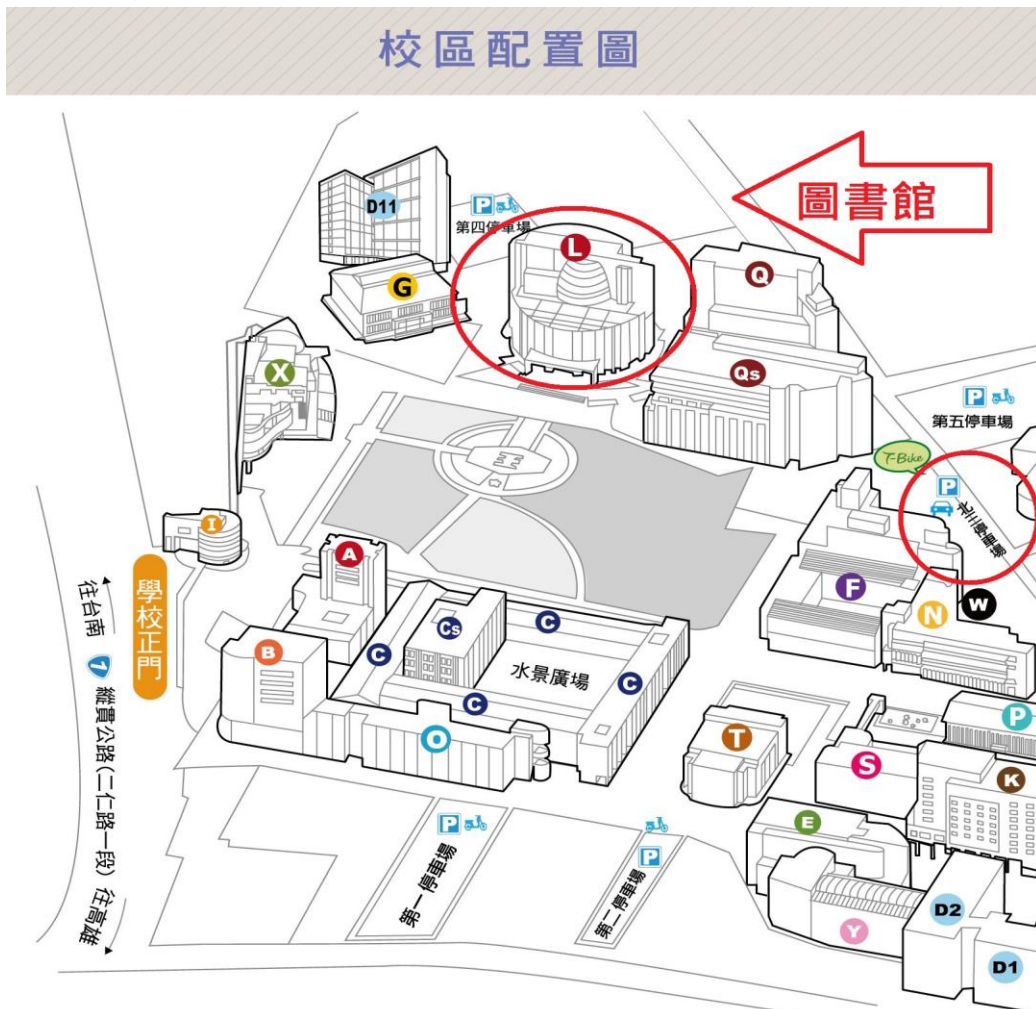 校區配置圖
圖書館
D11
P
第四停車場
L
Q
G
X
Qs
P
第五停車場
T-Bike
P
北三停車場
I
A
F
N
W
學校正門
往台南
1
縱貫公路(二仁路一段)
往高雄
B
Cs
C
C
C
C
水景廣場
O
T
P
S
K
P
第一停車場
P
第二停車場
E
Y
D2
D1